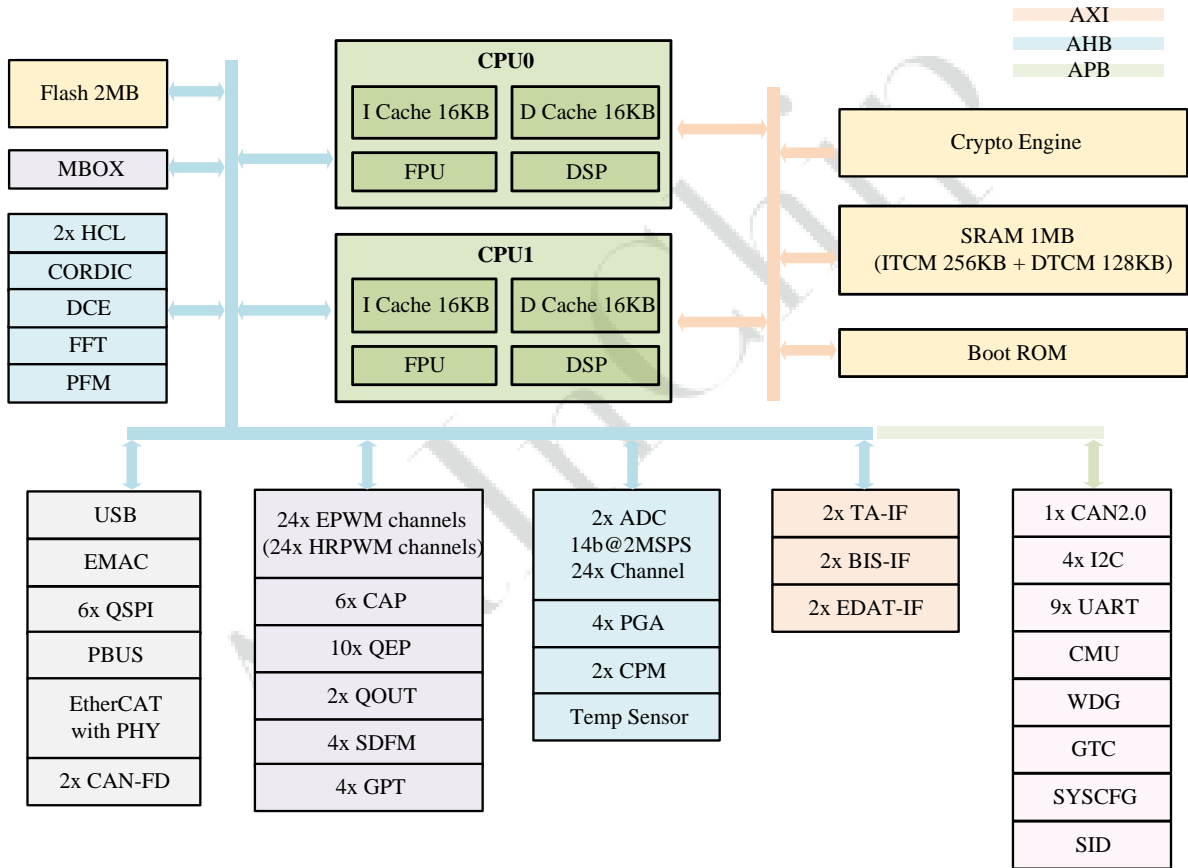 AXI
AHB
APB
Flash 2MB
MBOX
2x HCL
CORDIC
DCE
FFT
PFM
CPU0
I Cache 16KB
D Cache 16KB
FPU
DSP
CPU1
I Cache 16KB
D Cache 16KB
FPU
DSP
Crypto Engine
SRAM 1MB
(ITCM 256KB + DTCM 128KB)
Boot ROM
USB
EMAC
6x QSPI
PBUS
EtherCAT
with PHY
2x CAN-FD
24x EPWM channels
(24x HRPWM channels)
6x CAP
10x QEP
2x QOUT
4x SDFM
4x GPT
2x ADC
14b@2MSPS
24x Channel
4x PGA
2x CPM
Temp Sensor
2x TA-IF
2x BIS-IF
2x EDAT-IF
1x CAN2.0
4x I2C
9x UART
CMU
WDG
GTC
SYSCFG
SID